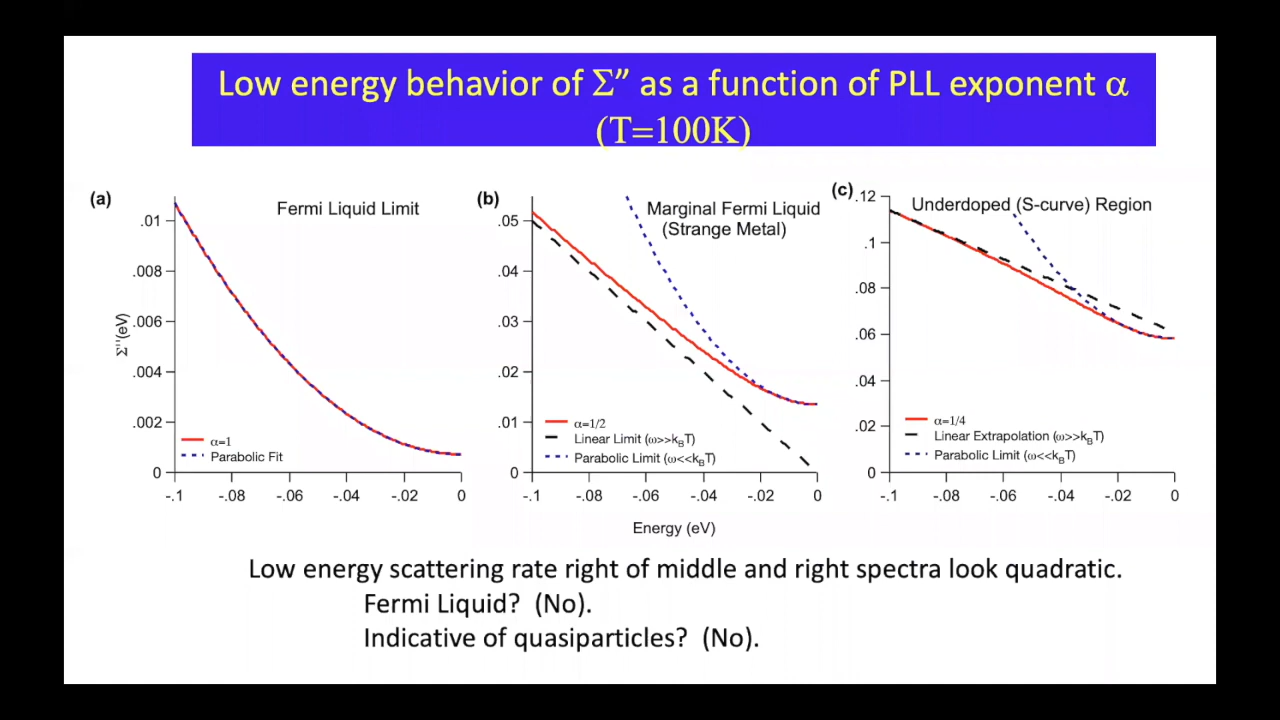 Low energy behavior of Σ” as a function of PLL exponent α
(T=100K)
(a)
Fermi Liquid Limit
.01
.008
.006
.004
.002
0
Σ''(eV)
α=1
Parabolic Fit
-.1 -.08 -.06 -.04 -.02 0
(b)
Marginal Fermi Liquid
(Strange Metal)
.05
.04
.03
.02
.01
0
α=1/2
Linear Limit (ω>>kBT)
Parabolic Limit (ω<<kBT)
-.1 -.08 -.06 -.04 -.02 0
Energy (eV)
(c)
Underdoped (S-curve) Region
.12
.1
.08
.06
.04
.02
0
α=1/4
Linear Extrapolation (ω>>kBT)
Parabolic Limit (ω<<kBT)
-.1 -.08 -.06 -.04 -.02 0
Low energy scattering rate right of middle and right spectra look quadratic.
Fermi Liquid? (No).
Indicative of quasiparticles? (No).